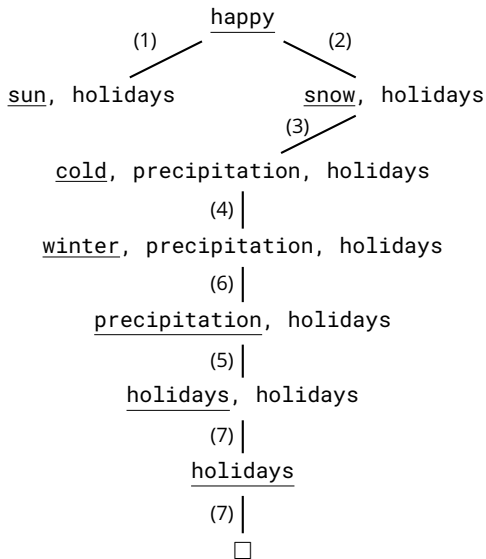 happy
(1) (2)
sun, holidays snow, holidays
(3)
cold, precipitation, holidays
(4)
winter, precipitation, holidays
(6)
precipitation, holidays
(5)
holidays, holidays
(7)
holidays
(7)
□